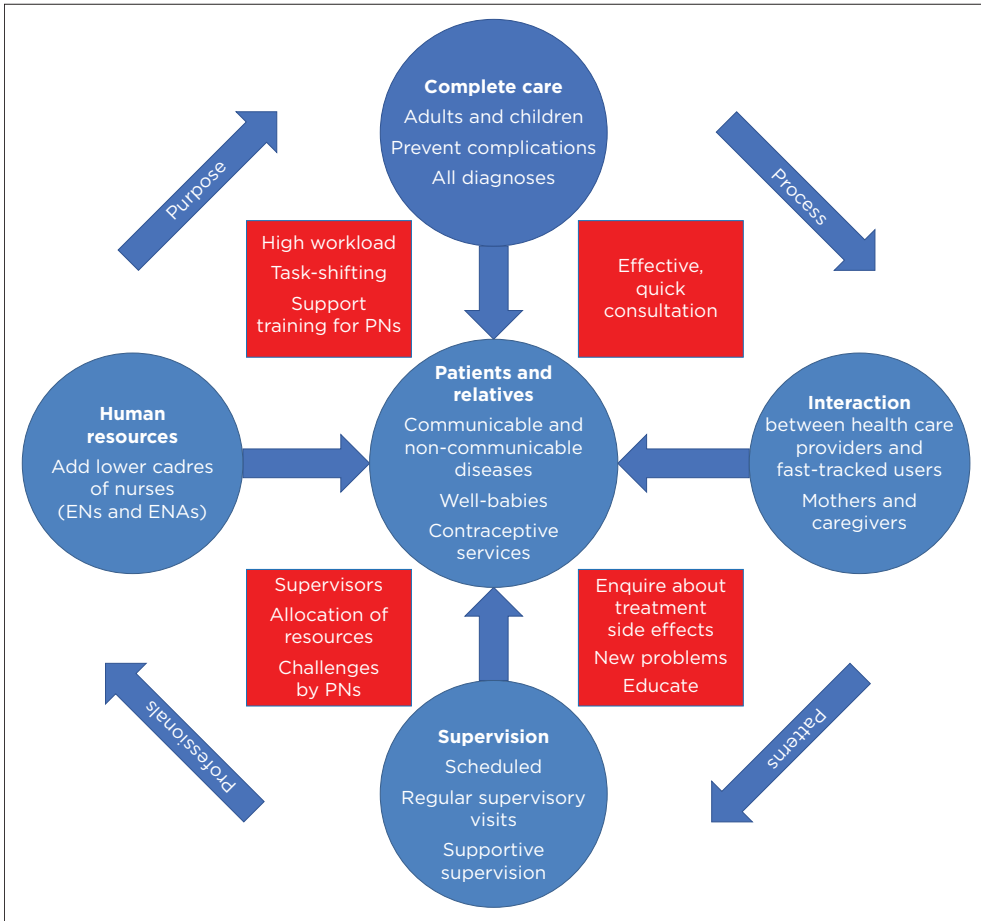 Complete care
Adults and children
Prevent complications
All diagnoses
Purpose
Process
High workload
Task-shifting
Support
training for PNs
Effective,
quick
consultation
Human
resources
Add lower cadres
of nurses
(ENs and ENAs)
Patients and
relatives
Communicable and
non-communicable
diseases
Well-babies
Contraceptive
services
Interaction
between health care
providers and
fast-tracked users
Mothers and
caregivers
Supervisors
Allocation of
resources
Challenges
by PNs
Enquire about
treatment
side effects
New problems
Educate
Professionals
Patterns
Supervision
Scheduled
Regular supervisory
visits
Supportive
supervision